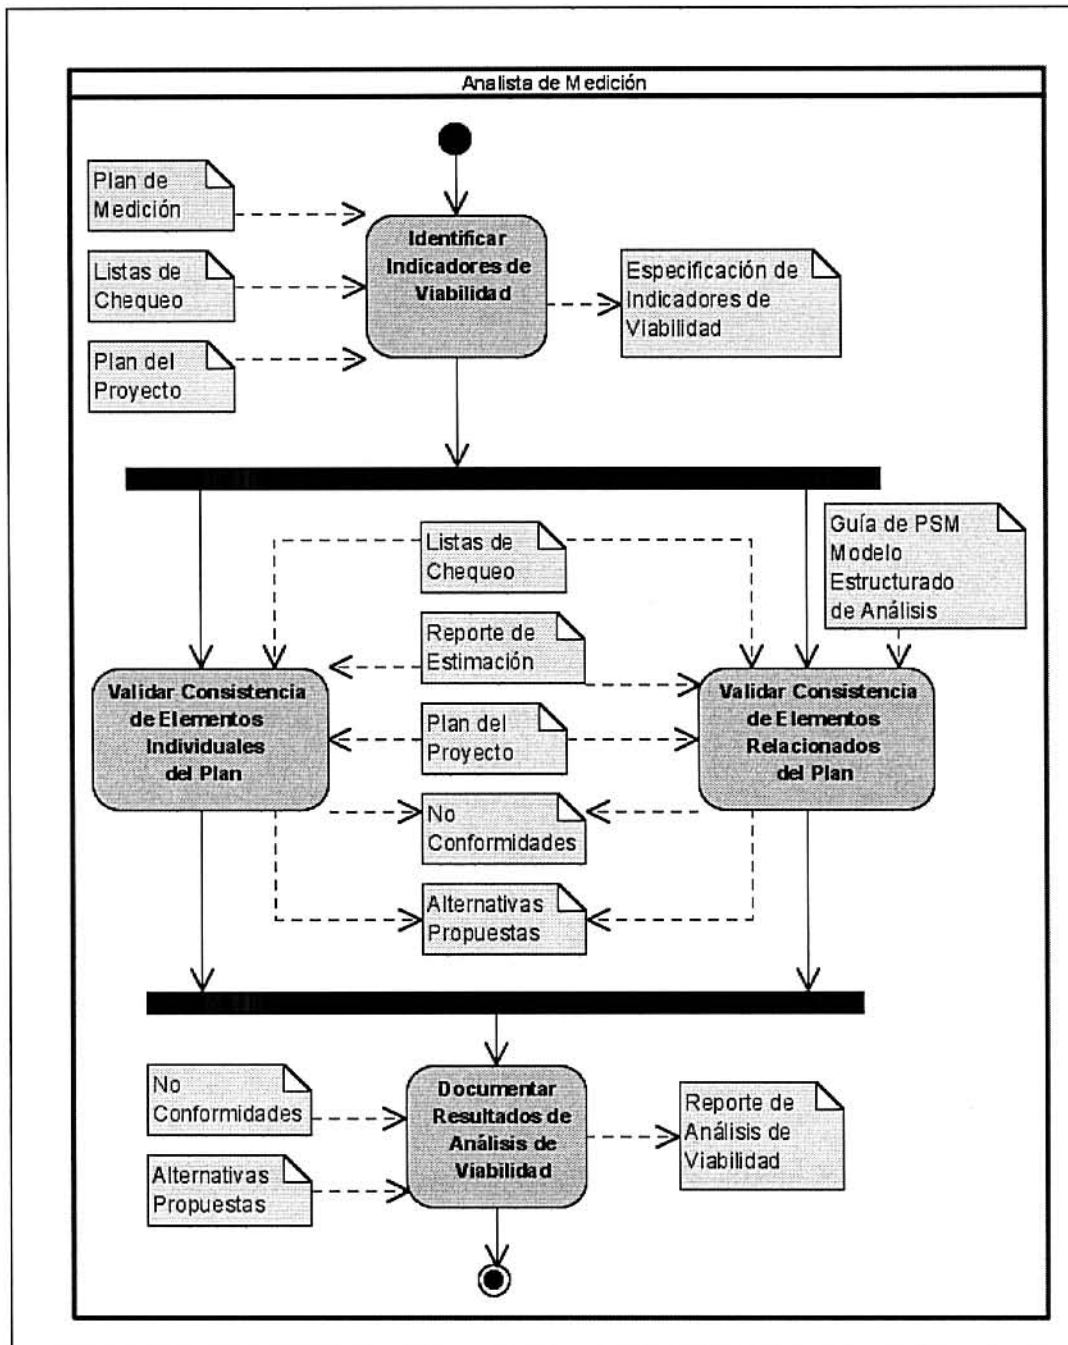 Analista de Medición
Plan de
Medición
Identificar
Indicadores de
Viabilidad
Listas de
Chequeo
Especificación de
Indicadores de
Viabilidad
Plan del
Proyecto
Listas de
Chequeo
Guía de PSM
Modelo
Estructurado
de Análisis
Reporte de
Estimación
Validar Consistencia
de Elementos
Individuales
del Plan
Plan del
Proyecto
Validar Consistencia
de Elementos
Relacionados
del Plan
No
Conformidades
Alternativas
Propuestas
No
Conformidades
Documentar
Resultados de
Análisis de
Viabilidad
Reporte de
Análisis de
Viabilidad
Alternativas
Propuestas